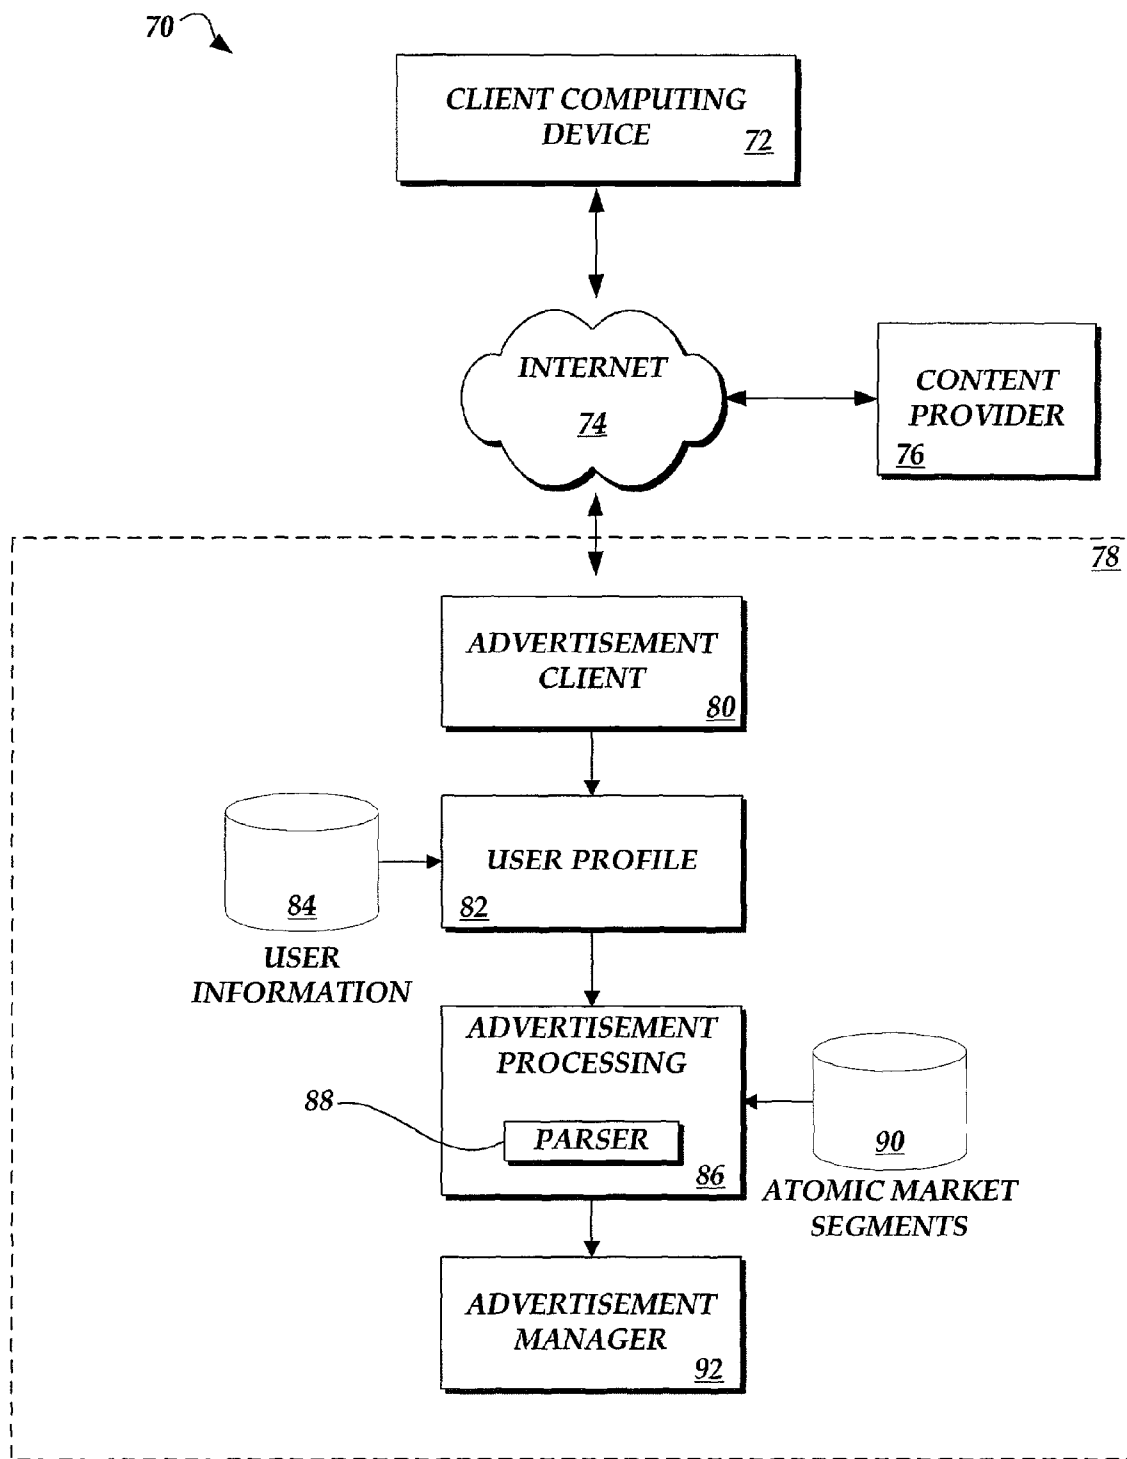 70
CLIENT COMPUTING
DEVICE
72
INTERNET
74
CONTENT
PROVIDER
76
78
ADVERTISEMENT
CLIENT
80
USER PROFILE
82
84
USER
INFORMATION
ADVERTISEMENT
PROCESSING
88
PARSER
86
90
ATOMIC MARKET
SEGMENTS
ADVERTISEMENT
MANAGER
92